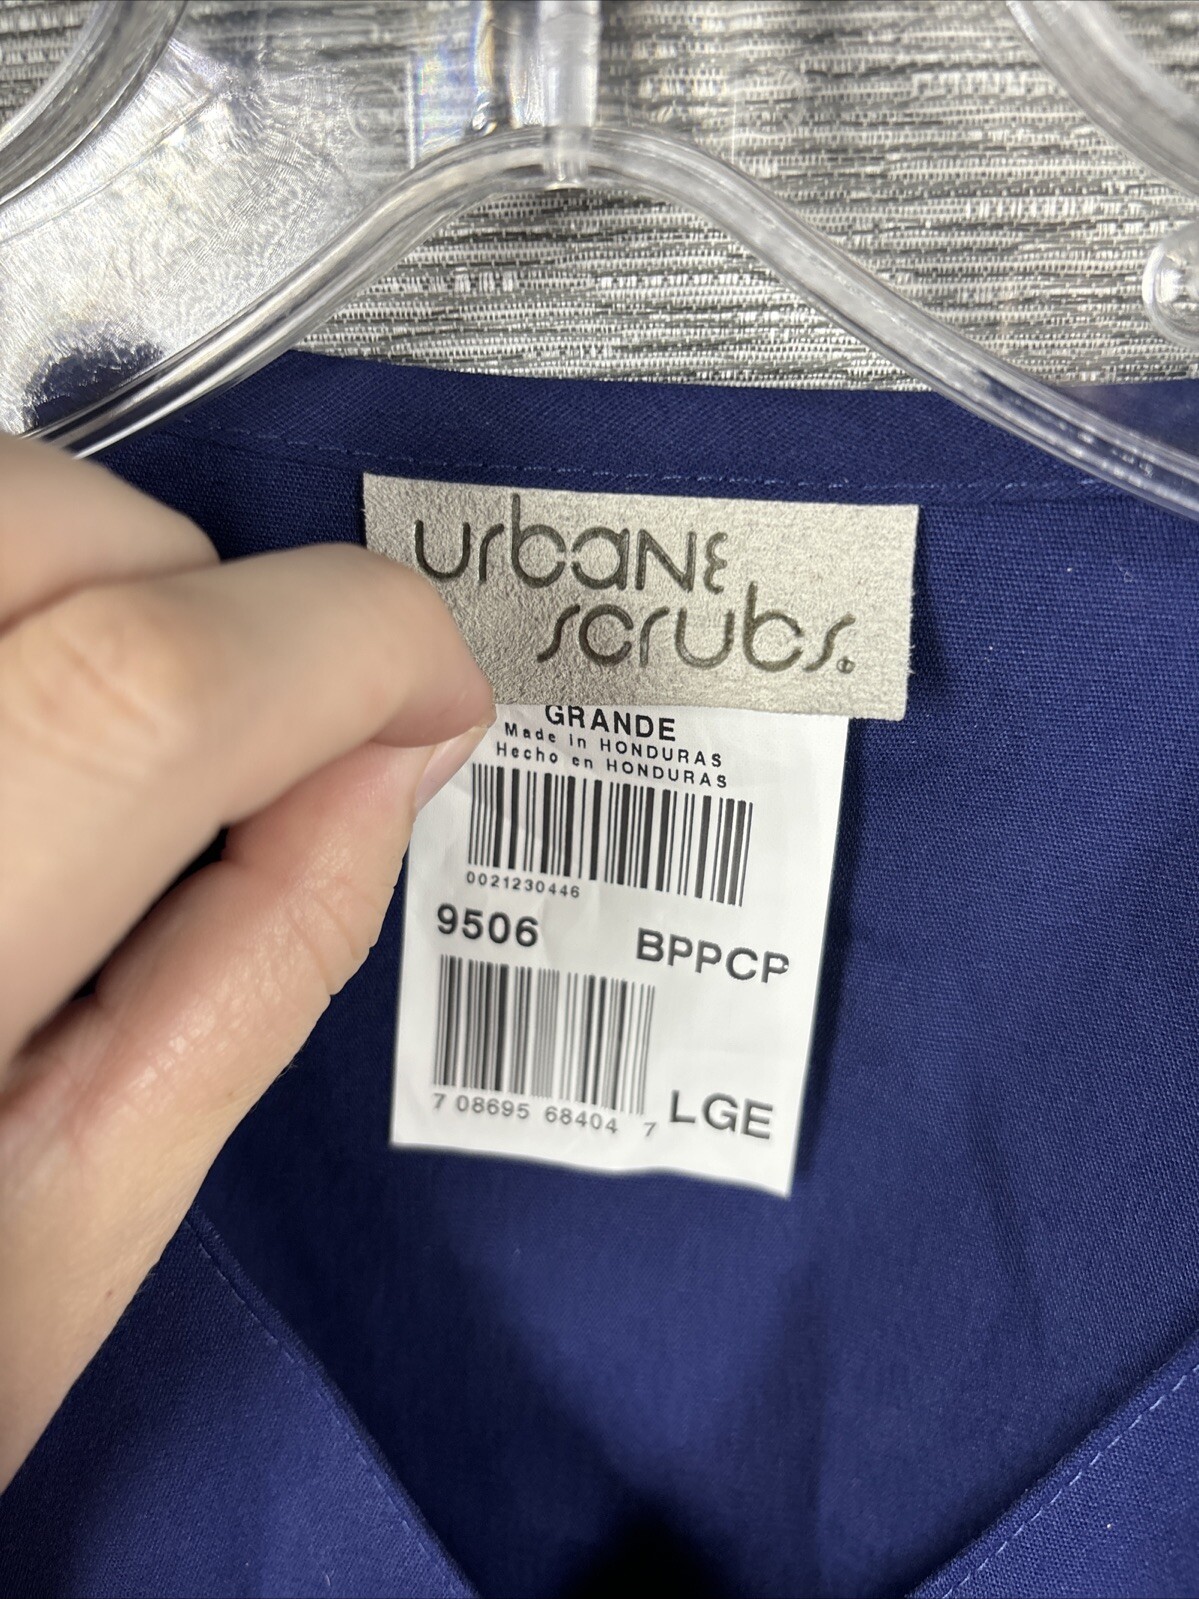 urbane
scrubs®
GRANDE
Made in HONDURAS
Hecho en HONDURAS
0021230446
9506 BPPCP
7 08695 68404 7 LGE